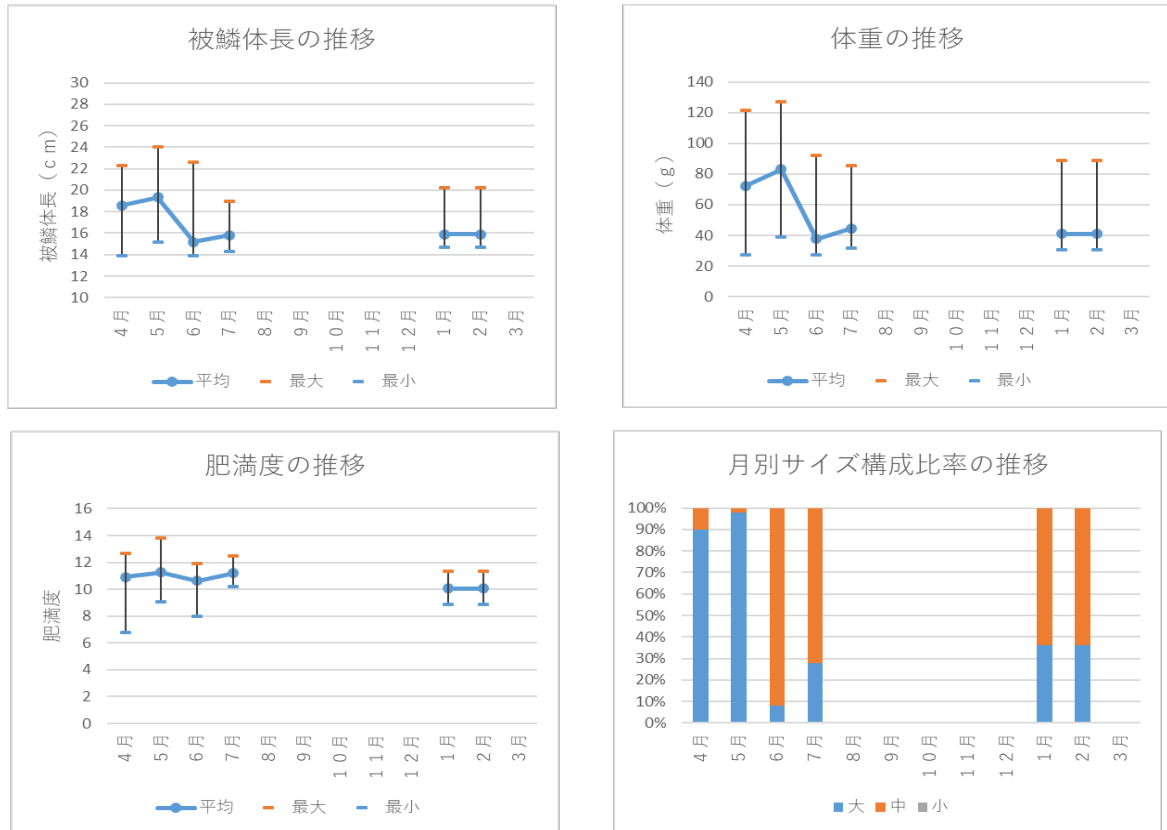 被鱗体長の推移
被鱗体長（ｃｍ）
30
28
26
24
22
20
18
16
14
12
10
4月 5月 6月 7月 8月 9月 10月 11月 12月 1月 2月 3月
平均 最大 最小
体重の推移
体重（g）
140
120
100
80
60
40
20
0
4月 5月 6月 7月 8月 9月 10月 11月 12月 1月 2月 3月
平均 最大 最小
肥満度の推移
肥満度
16
14
12
10
8
6
4
2
0
4月 5月 6月 7月 8月 9月 10月 11月 12月 1月 2月 3月
平均 最大 最小
月別サイズ構成比率の推移
100%
90%
80%
70%
60%
50%
40%
30%
20%
10%
0%
4月 5月 6月 7月 8月 9月 10月 11月 12月 1月 2月 3月
大 中 小